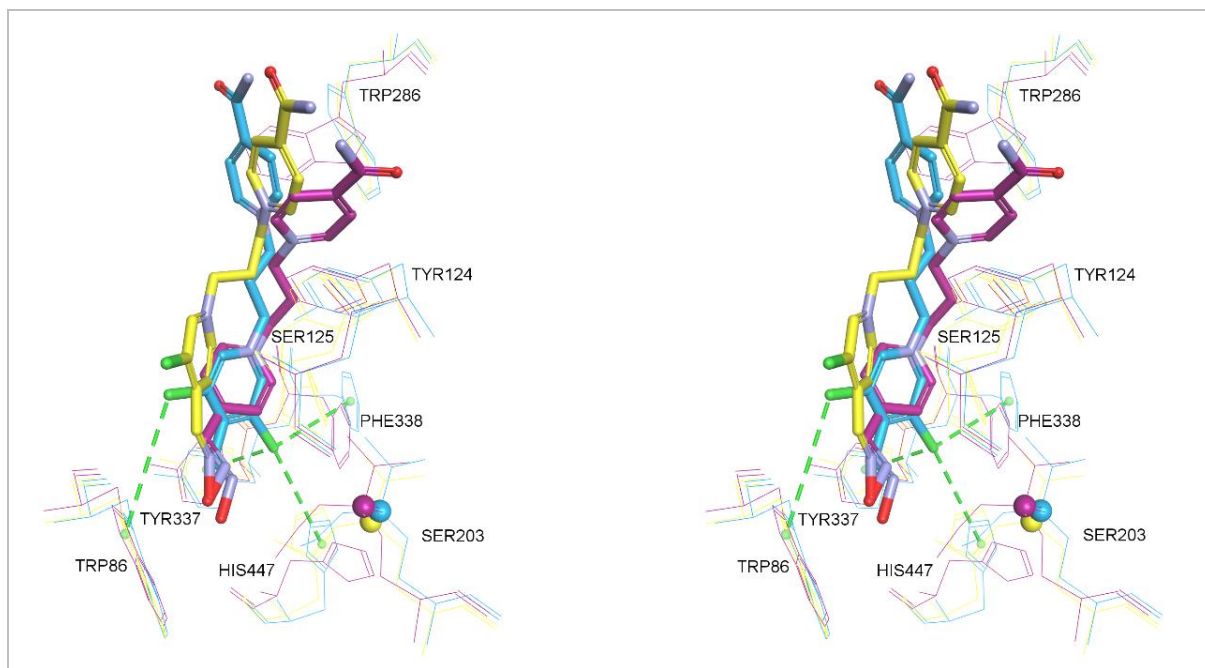 TRP286 TRP286
TYR124 TYR124
SER125 SER125
PHE338 PHE338
TYR337 TYR337
SER203 SER203
TRP86 HIS447 TRP86 HIS447